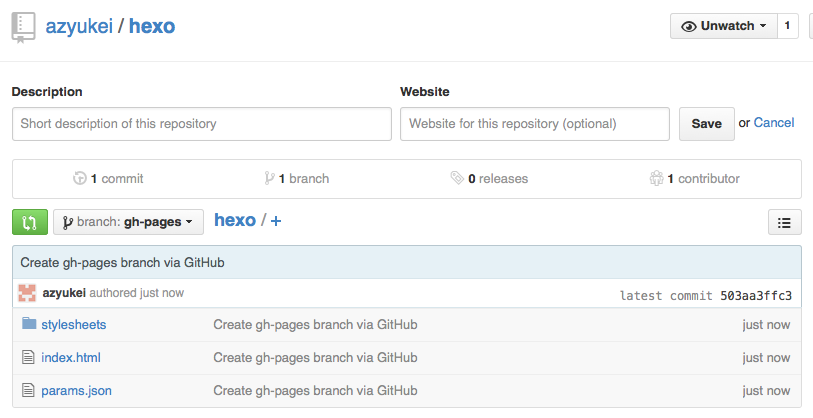 azyukei / hexo
Unwatch 1
Description
Website
Short description of this repository
Website for this repository (optional)
Save or Cancel
1 commit
1 branch
0 releases
1 contributor
branch: gh-pages
hexo / +
Create gh-pages branch via GitHub
azyukei authored just now
latest commit 503aa3ffc3
stylesheets Create gh-pages branch via GitHub just now
index.html Create gh-pages branch via GitHub just now
params.json Create gh-pages branch via GitHub just now